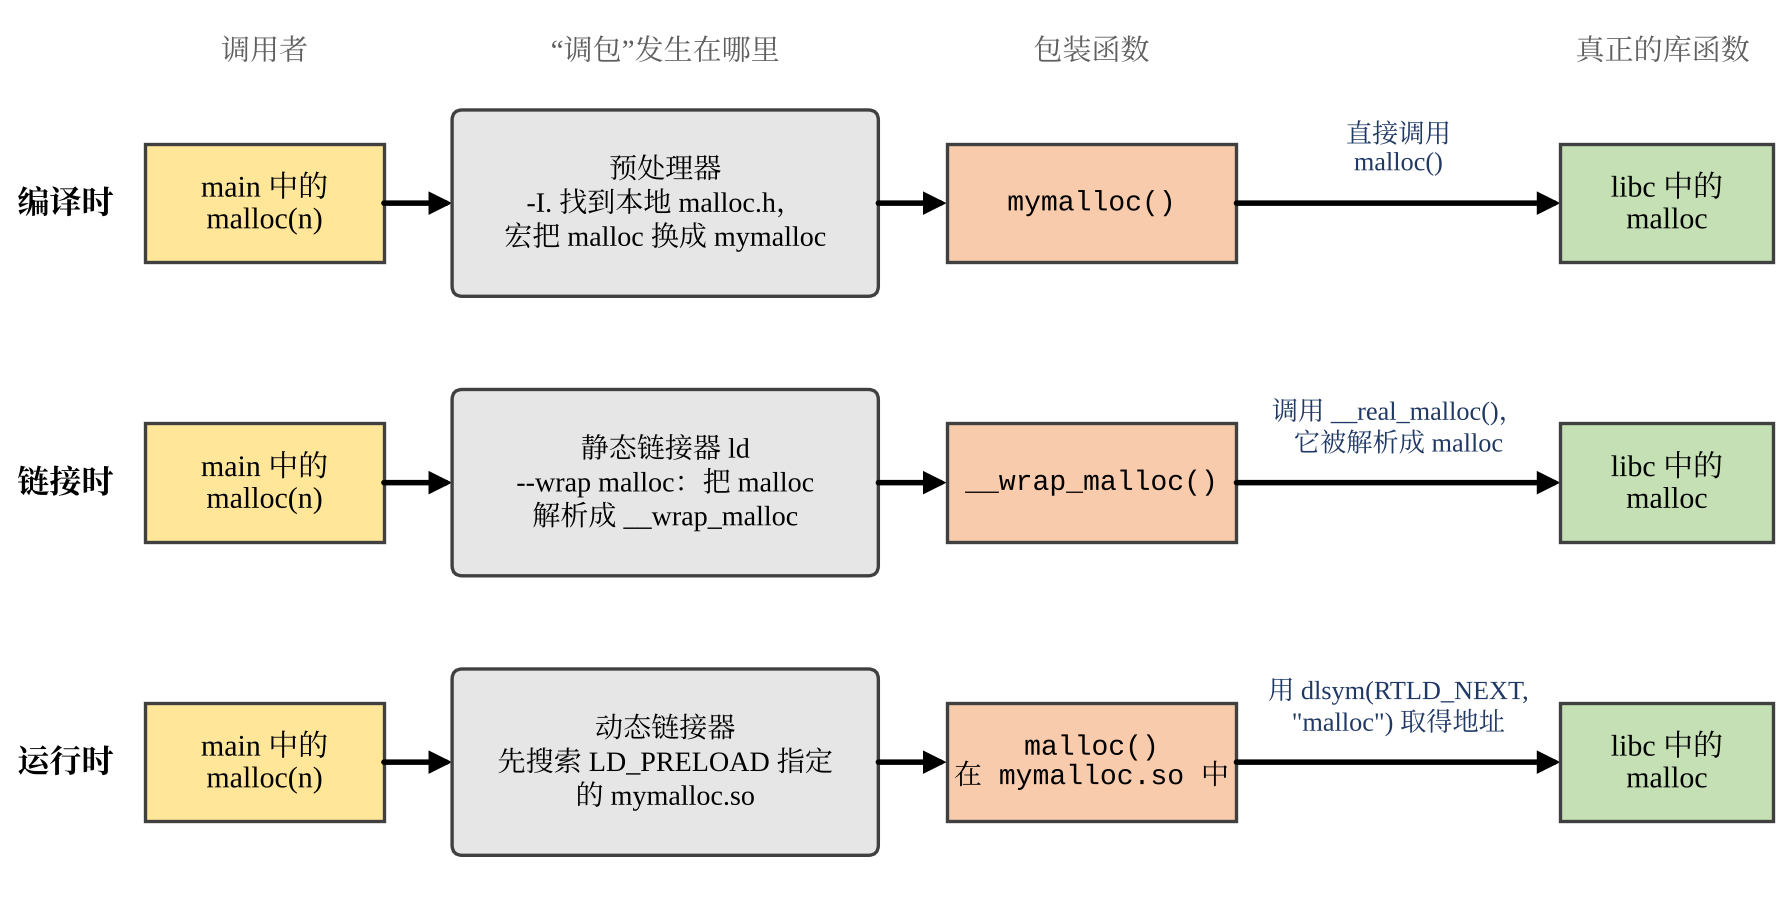 调用者
“调包”发生在哪里
包装函数
真正的库函数
编译时
main 中的
malloc(n)
预处理器
-I. 找到本地 malloc.h,
宏把 malloc 换成 mymalloc
mymalloc()
直接调用
malloc()
libc 中的
malloc
链接时
main 中的
malloc(n)
静态链接器 ld
--wrap malloc：把 malloc
解析成 __wrap_malloc
__wrap_malloc()
调用 __real_malloc(),
它被解析成 malloc
libc 中的
malloc
运行时
main 中的
malloc(n)
动态链接器
先搜索 LD_PRELOAD 指定
的 mymalloc.so
malloc()
在 mymalloc.so 中
用 dlsym(RTLD_NEXT,
"malloc") 取得地址
libc 中的
malloc